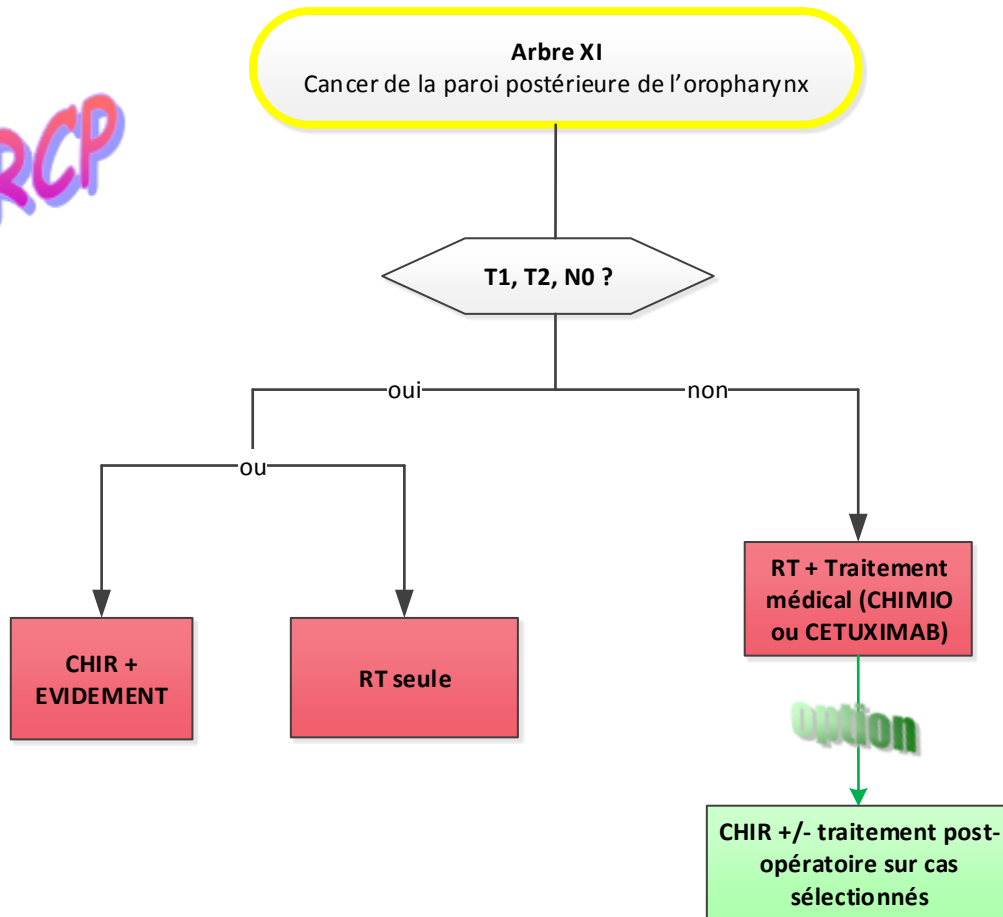 Arbre XI
Cancer de la paroi postérieure de l'oropharynx
RCP
T1, T2, N0 ?
oui
non
ou
RT + Traitement
médical (CHIMIO
ou CETUXIMAB)
CHIR +
EVIDEMENT
RT seule
option
CHIR +/- traitement post-
opératoire sur cas
sélectionnés